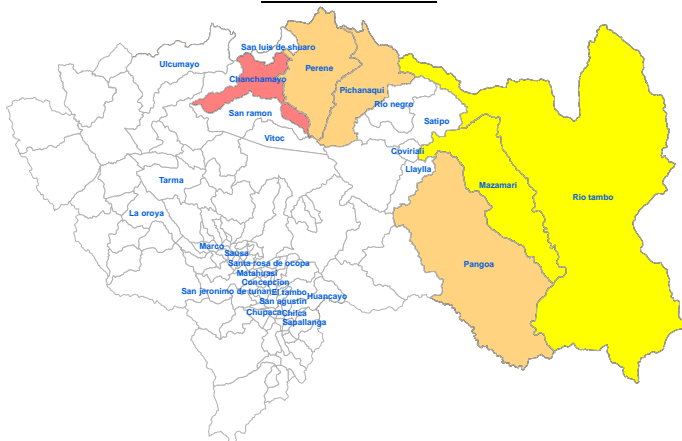 San luis de shuaro
Ulcumayo
Perene
Chanchamayo
Pichanaqui
Rio negro
San ramon
Satipo
Vitoc
Coviriali
Llaylla
Tarma
Mazamari
Rio tambo
La oroya
Marco
Sausa
Santa rosa de ocopa
Pangoa
Matahuasi
Concepcion
San jeronimo de tunan
El tambo
Huancayo
San agustin
Chupaca
Chilca
Sapallanga